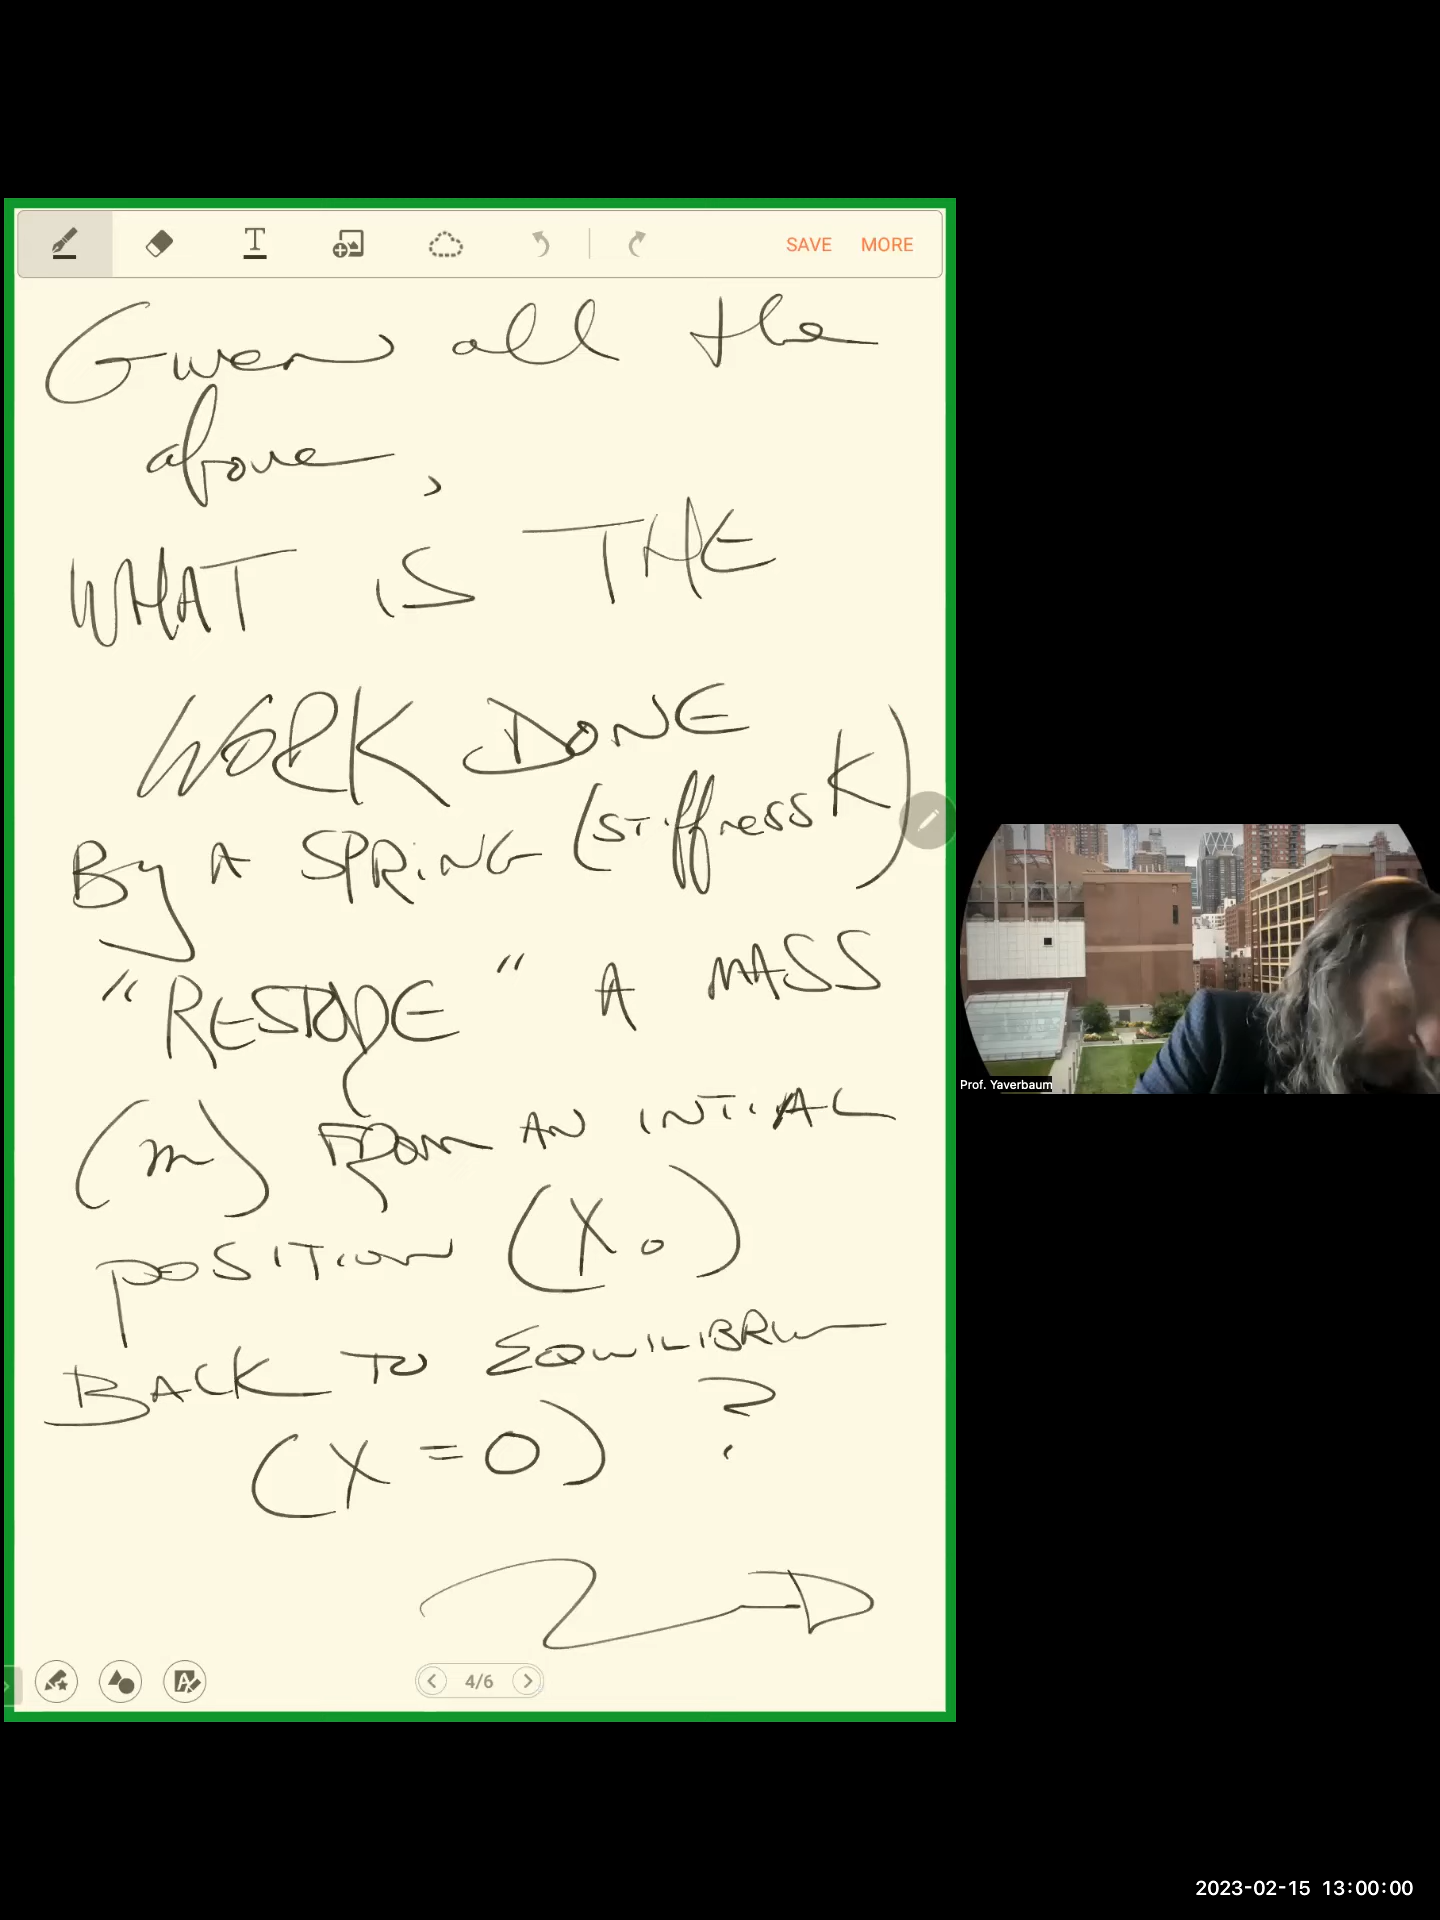 T
SAVE MORE
Given all the
above,
WHAT IS THE
WORK DONE
By A SPRiNG (stiffness K)
"RESTORE" A MASS
(m) FROM AN INTIAL
POSITION (X₀)
BACK TO EQUILIBRIUM
(X = 0) ?
4/6
A
Prof. Yaverbaum
2023-02-15 13:00:00